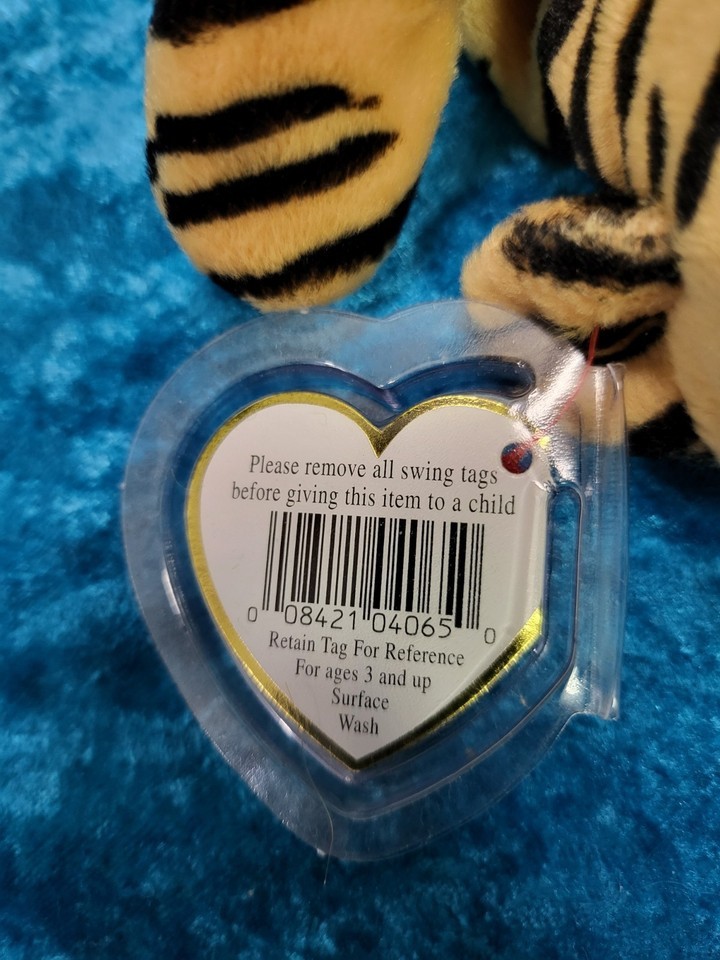 Please remove all swing tags
before giving this item to a child
0 08421 04065 0
Retain Tag For Reference
For ages 3 and up
Surface
Wash